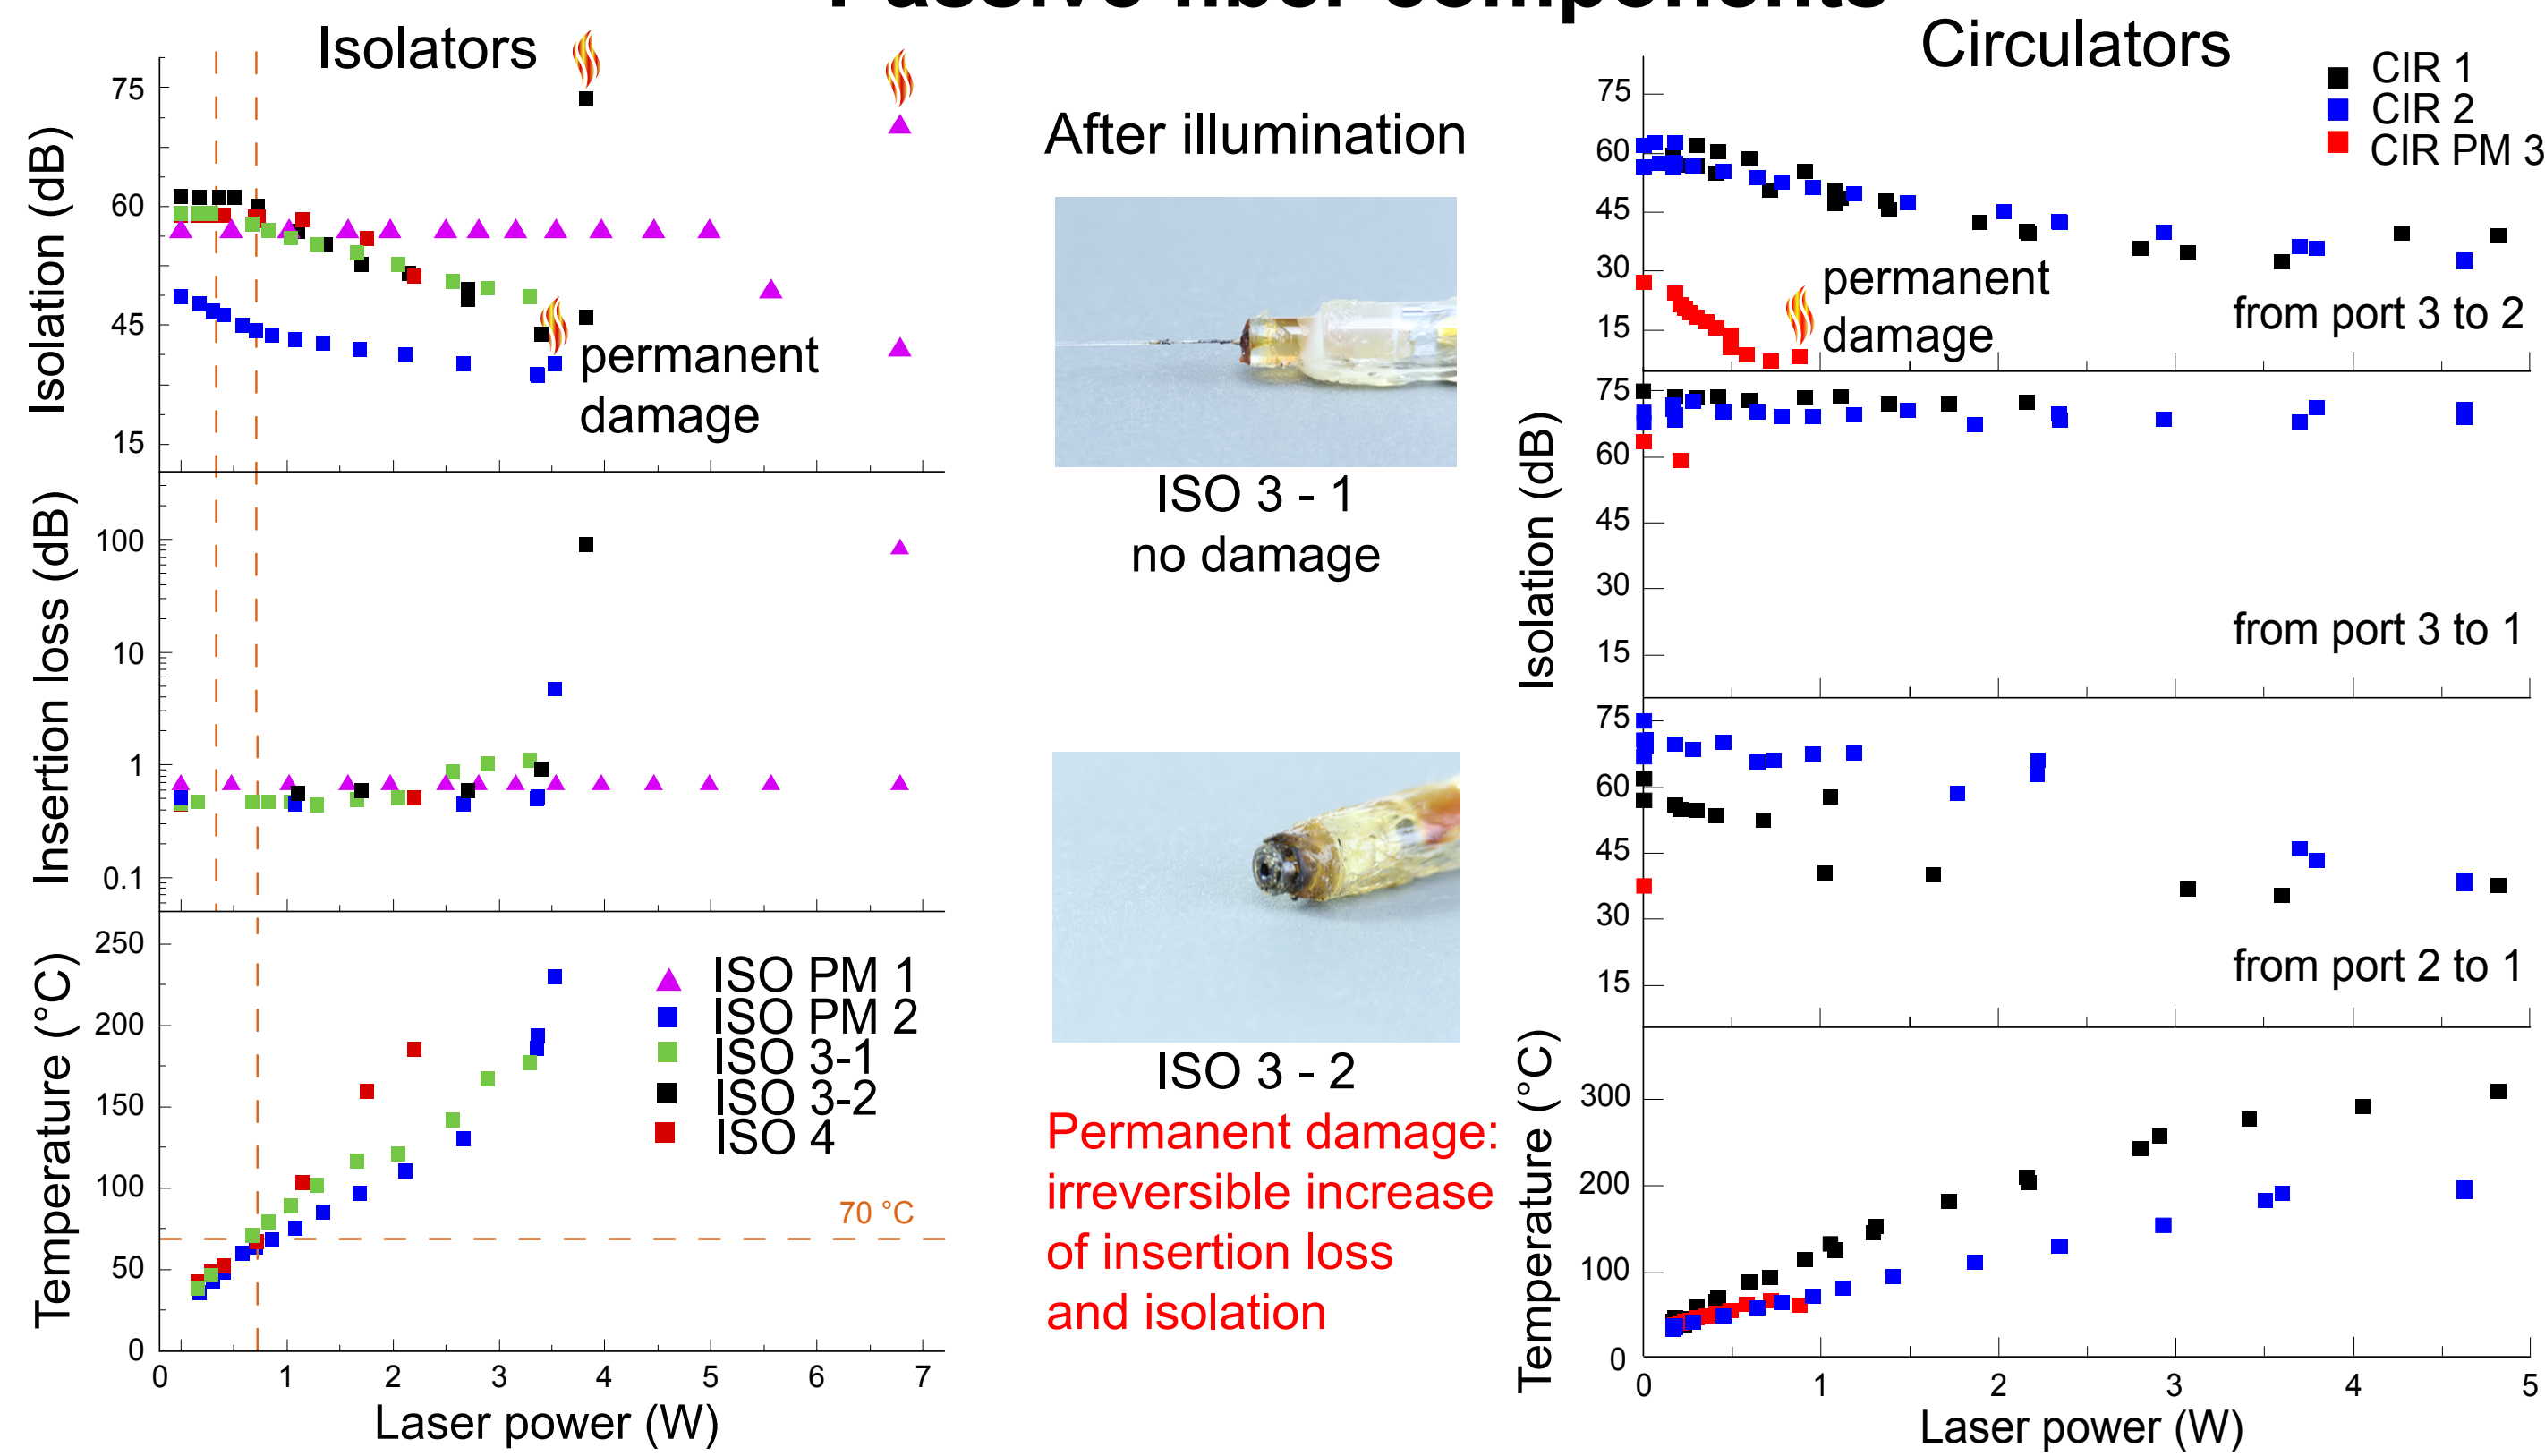 Passive fiber components
Isolators
Isolation (dB)
75
60
45
15
permanent
damage
Insertion loss (dB)
100
10
1
0.1
Temperature (°C)
250
200
150
100
50
0
ISO PM 1
ISO PM 2
ISO 3-1
ISO 3-2
ISO 4
70 °C
0 1 2 3 4 5 6 7
Laser power (W)
After illumination
ISO 3 - 1
no damage
ISO 3 - 2
Permanent damage:
irreversible increase
of insertion loss
and isolation
Circulators
CIR 1
CIR 2
CIR PM 3
75
60
45
30
15
permanent
damage
from port 3 to 2
Isolation (dB)
75
60
45
30
15
from port 3 to 1
75
60
45
30
15
from port 2 to 1
Temperature (°C)
300
200
100
0
0 1 2 3 4 5
Laser power (W)